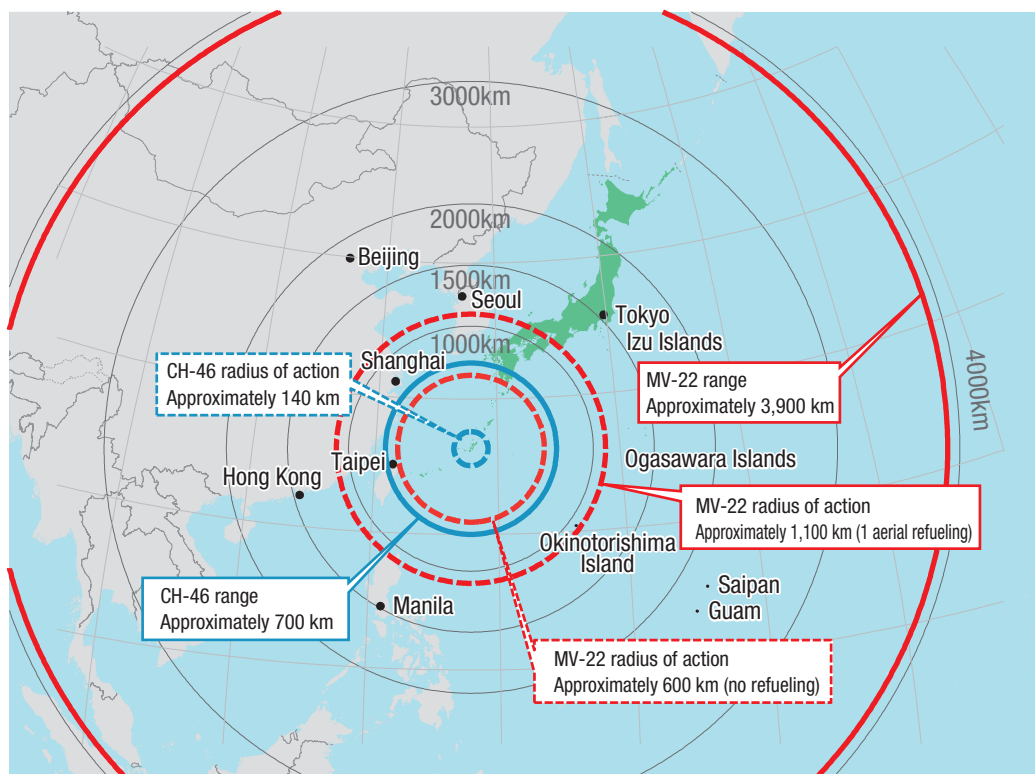 3000km
2000km
Beijing
1500km
Seoul
Tokyo
Izu Islands
1000km
Shanghai
4000km
CH-46 radius of action
Approximately 140 km
MV-22 range
Approximately 3,900 km
Taipei
Hong Kong
Ogasawara Islands
MV-22 radius of action
Approximately 1,100 km (1 aerial refueling)
Okinotorishima
Island
CH-46 range
Approximately 700 km
Manila
Saipan
Guam
MV-22 radius of action
Approximately 600 km (no refueling)